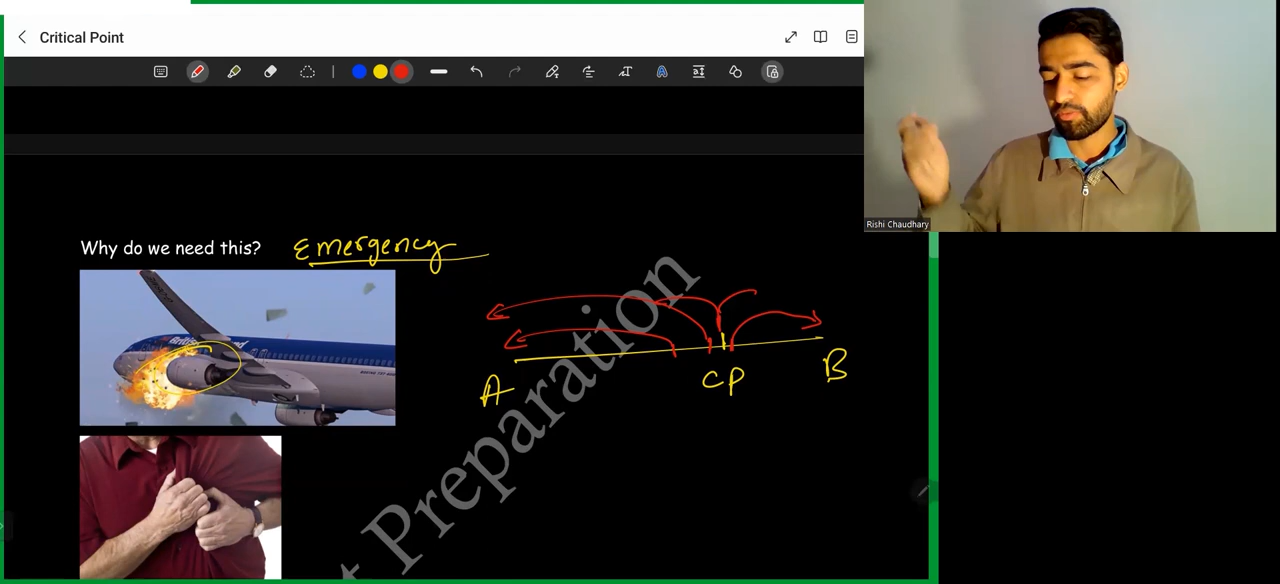 Critical Point
Rishi Chaudhary
Why do we need this? Emergency
A
CP
B
t Preparation